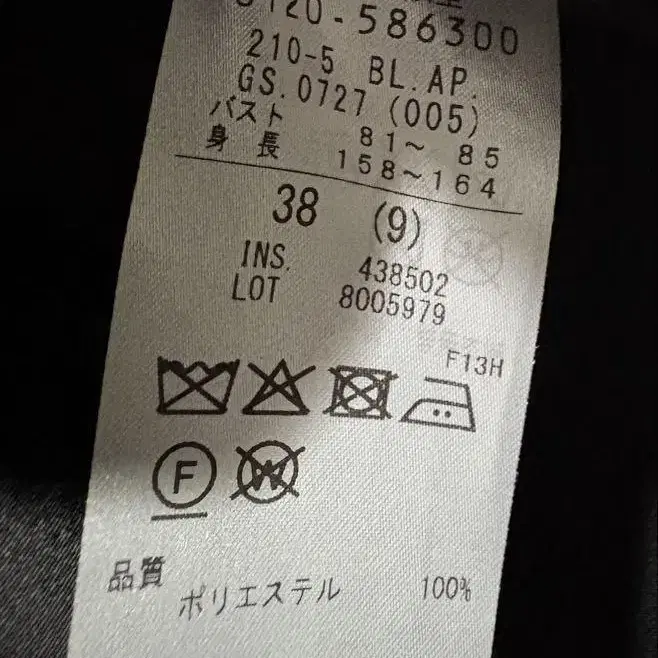 0120-586300
210-5 BL.AP.
GS.0727 (005)
バスト 81～ 85
身 長 158～164
38 (9)
INS. 438502
LOT 8005979
F13H
F W
品質 ポリエステル 100%